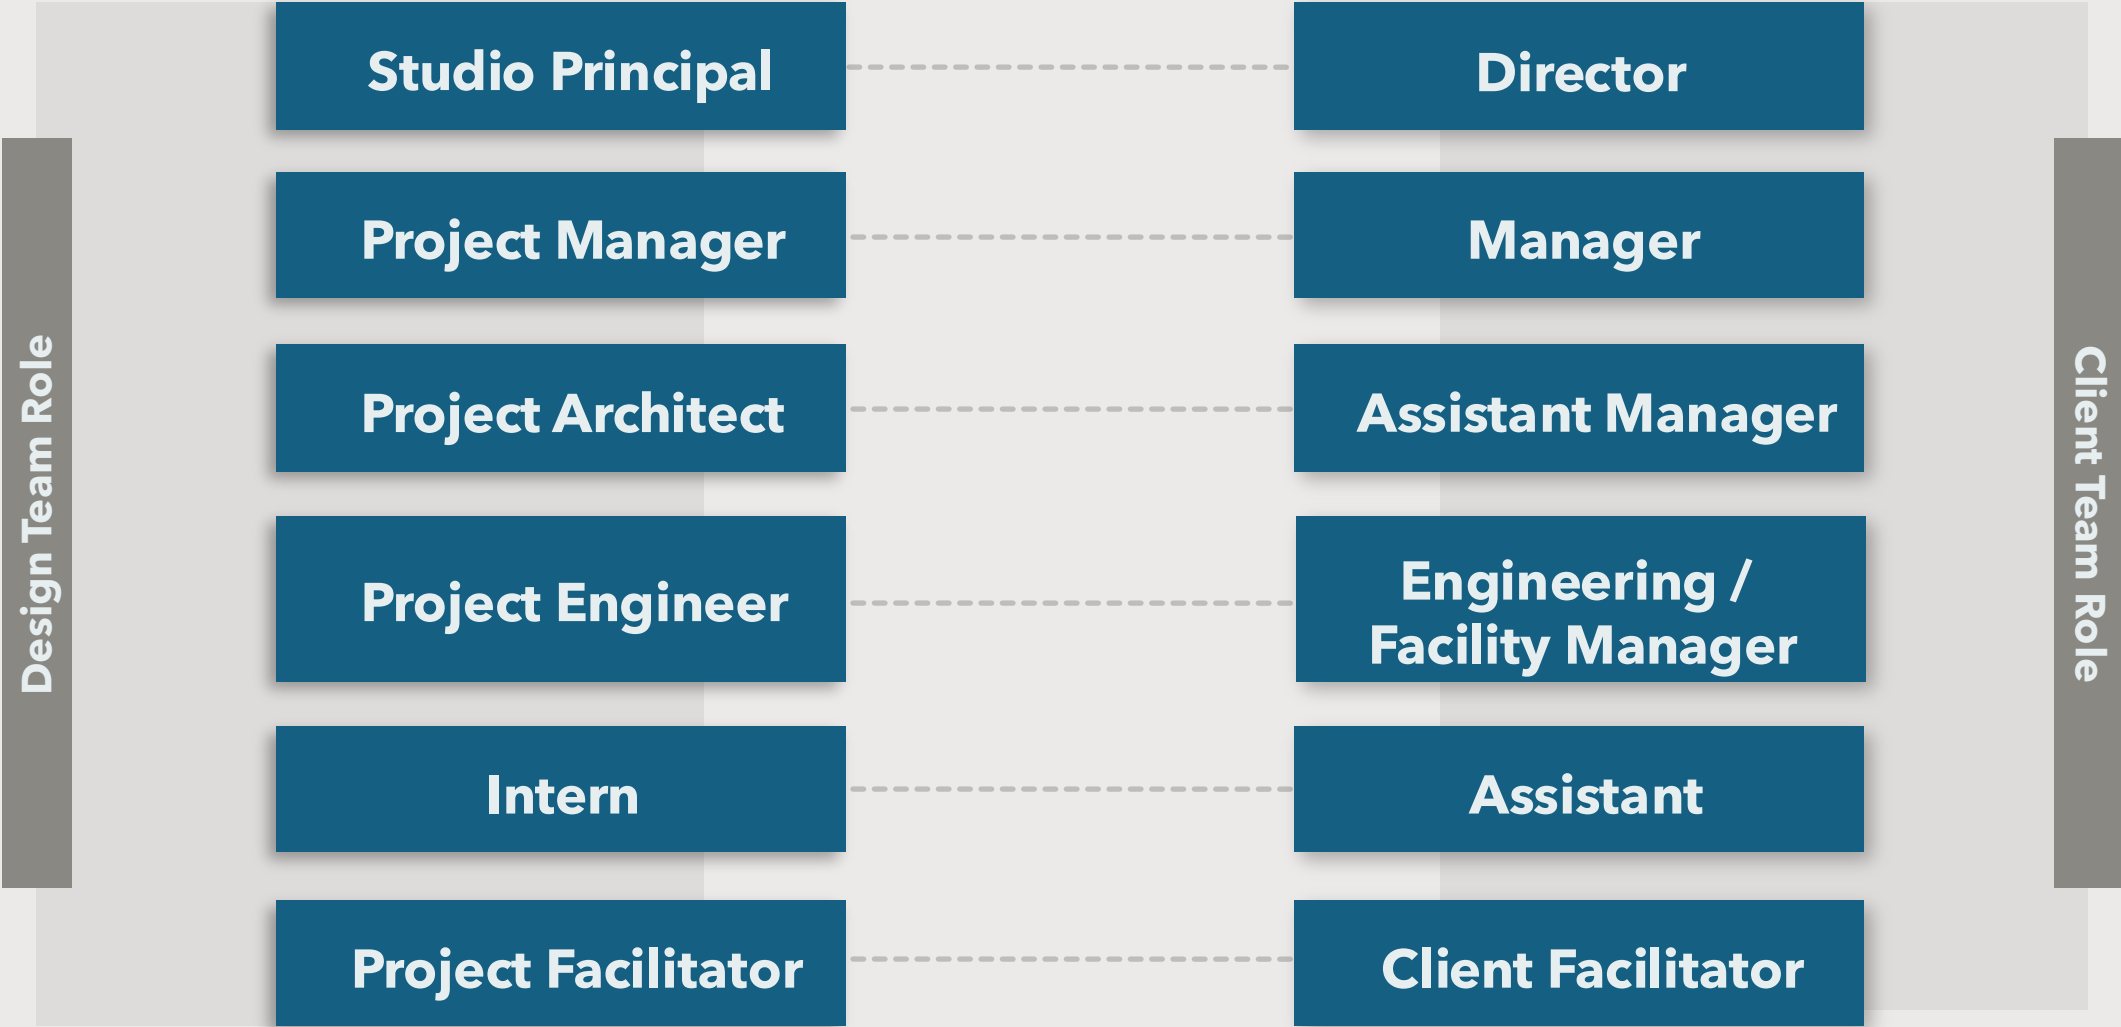 Studio Principal
Director
Project Manager
Manager
Project Architect
Assistant Manager
Project Engineer
Engineering /
Facility Manager
Intern
Assistant
Project Facilitator
Client Facilitator
Design Team Role
Client Team Role